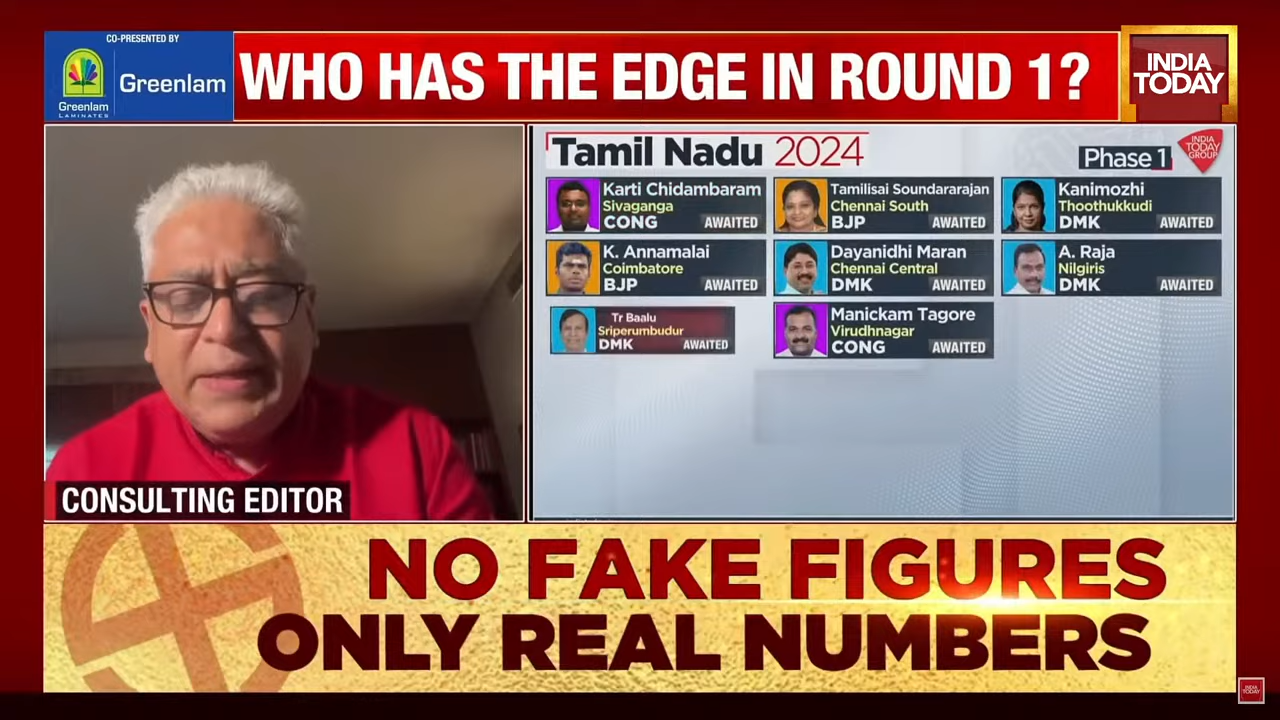 CO-PRESENTED BY
Greenlam
LAMINATES
Greenlam
WHO HAS THE EDGE IN ROUND 1?
INDIA
TODAY
CONSULTING EDITOR
Tamil Nadu 2024
Phase 1
INDIA
TODAY
GROUP
Karti Chidambaram
Sivaganga
CONG AWAITED
Tamilisai Soundararajan
Chennai South
BJP AWAITED
Kanimozhi
Thoothukkudi
DMK AWAITED
K. Annamalai
Coimbatore
BJP AWAITED
Dayanidhi Maran
Chennai Central
DMK AWAITED
A. Raja
Nilgiris
DMK AWAITED
Tr Baalu
Sriperumbudur
DMK AWAITED
Manickam Tagore
Virudhnagar
CONG AWAITED
NO FAKE FIGURES
ONLY REAL NUMBERS
INDIA
TODAY